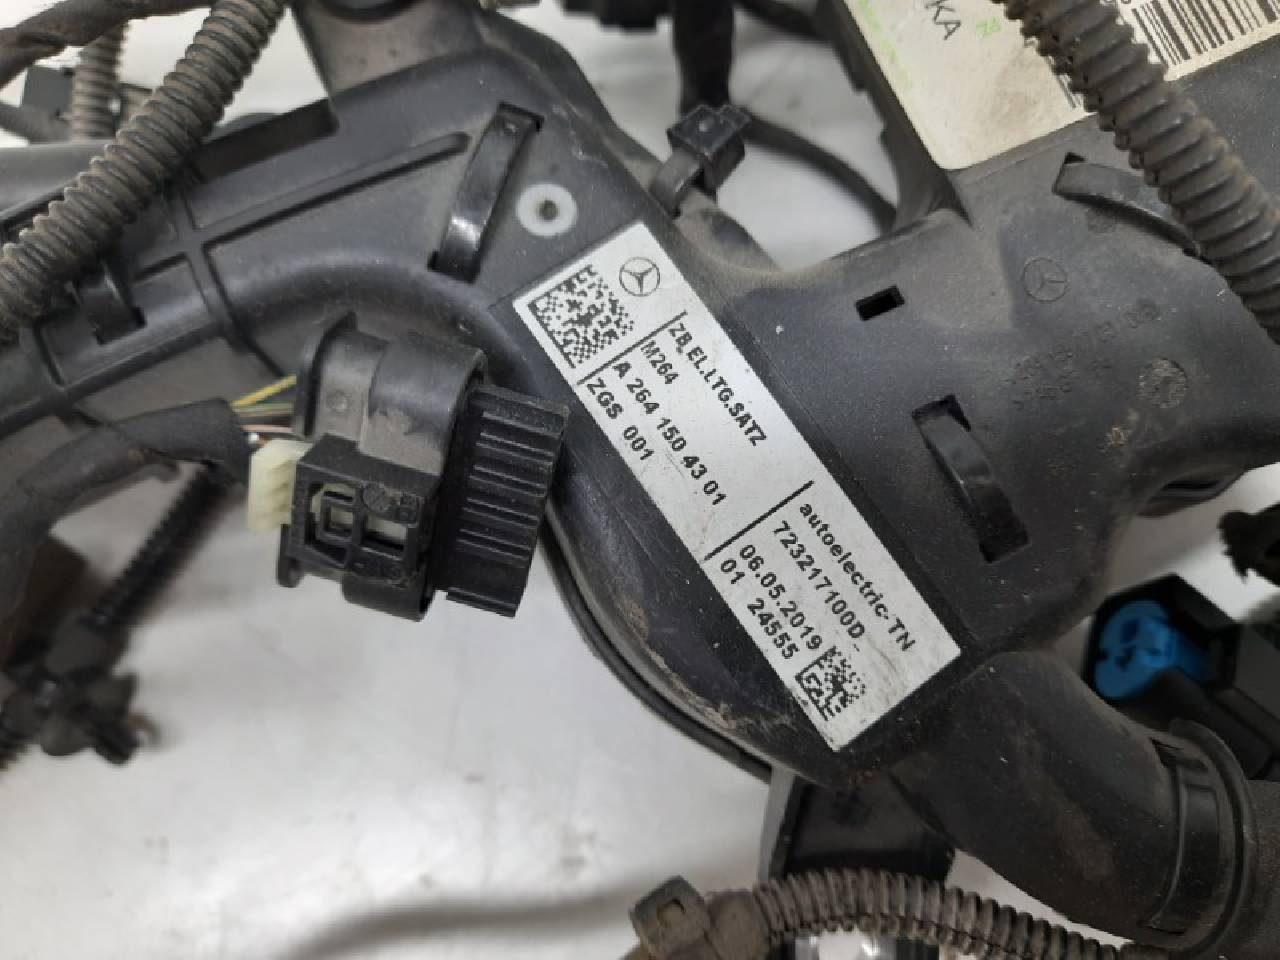 ZB EL.LTG.SATZ
M264
A 264 150 43 01
ZGS 001
autoelectric-TN
723217100D
06.05.2019
01 24555
KA